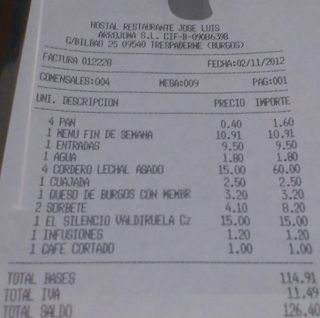 HOSTAL RESTAURANTE JOSE LUIS
ARROJOMA S.L. CIF-B-09086398
C/BILBAO 25 09540 TRESPADERNE (BURGOS)
FACTURA 012228 FECHA:02/11/2012
COMENSALES:004 MESA:009 PAG:001
UNI. DESCRIPCION PRECIO IMPORTE
4 PAN 0.40 1.60
1 MENU FIN DE SEMANA 10.91 10.91
1 ENTRADAS 9.50 9.50
1 AGUA 1.80 1.80
4 CORDERO LECHAL ASADO 15.00 60.00
1 CUAJADA 2.50 2.50
1 QUESO DE BURGOS CON MEMBR 3.20 3.20
2 SORBETE 4.10 8.20
1 EL SILENCIO VALDIRUELA Cz 15.00 15.00
1 INFUSIONES 1.20 1.20
1 CAFE CORTADO 1.00 1.00
TOTAL BASES 114.91
TOTAL IVA 11.49
TOTAL SALDO 126.40